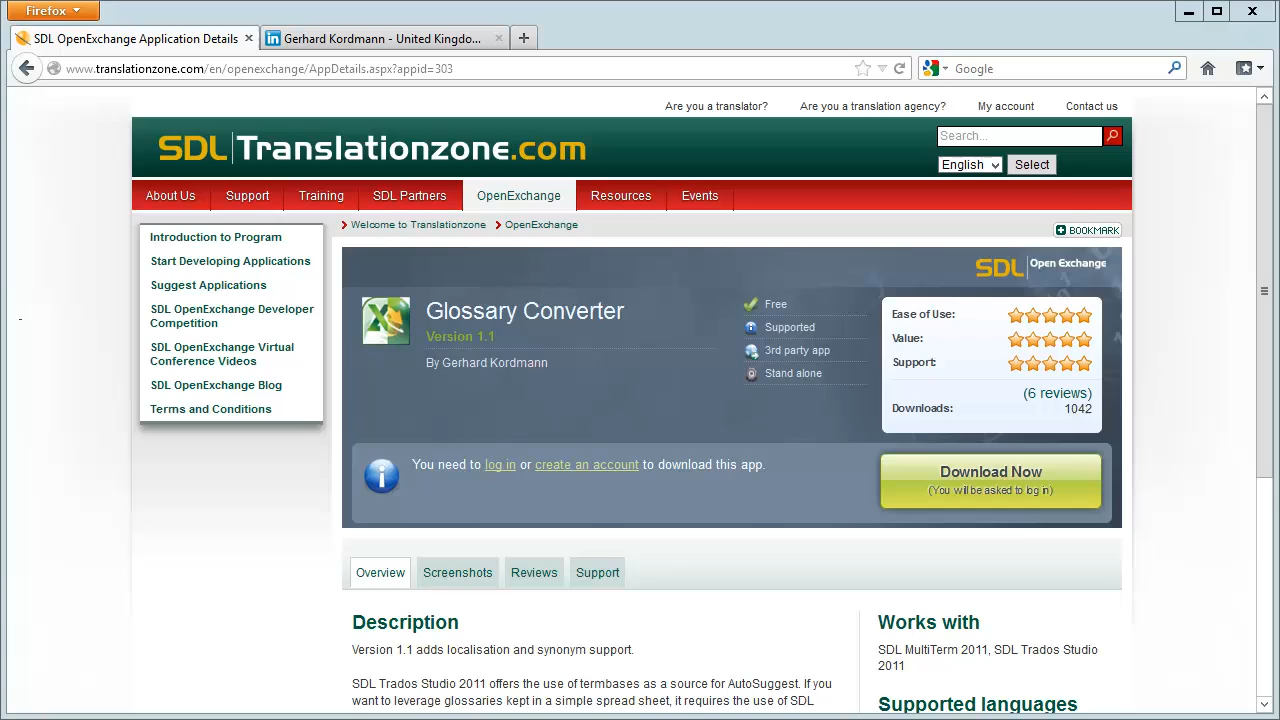 Firefox
SDL OpenExchange Application Details
Gerhard Kordmann - United Kingdo...
www.translationzone.com/en/openexchange/AppDetails.aspx?appid=303
Google
Are you a translator?
Are you a translation agency?
My account
Contact us
SDL Translationzone.com
Search...
English
Select
About Us
Support
Training
SDL Partners
OpenExchange
Resources
Events
Introduction to Program
Start Developing Applications
Suggest Applications
SDL OpenExchange Developer
Competition
SDL OpenExchange Virtual
Conference Videos
SDL OpenExchange Blog
Terms and Conditions
Welcome to Translationzone
OpenExchange
BOOKMARK
SDL Open Exchange
Glossary Converter
Version 1.1
By Gerhard Kordmann
Free
Supported
3rd party app
Stand alone
Ease of Use:
Value:
Support:
(6 reviews)
Downloads: 1042
You need to log in or create an account to download this app.
Download Now
(You will be asked to log in)
Overview
Screenshots
Reviews
Support
Description
Version 1.1 adds localisation and synonym support.
SDL Trados Studio 2011 offers the use of termbases as a source for AutoSuggest. If you
want to leverage glossaries kept in a simple spread sheet, it requires the use of SDL
Works with
SDL MultiTerm 2011, SDL Trados Studio
2011
Supported languages